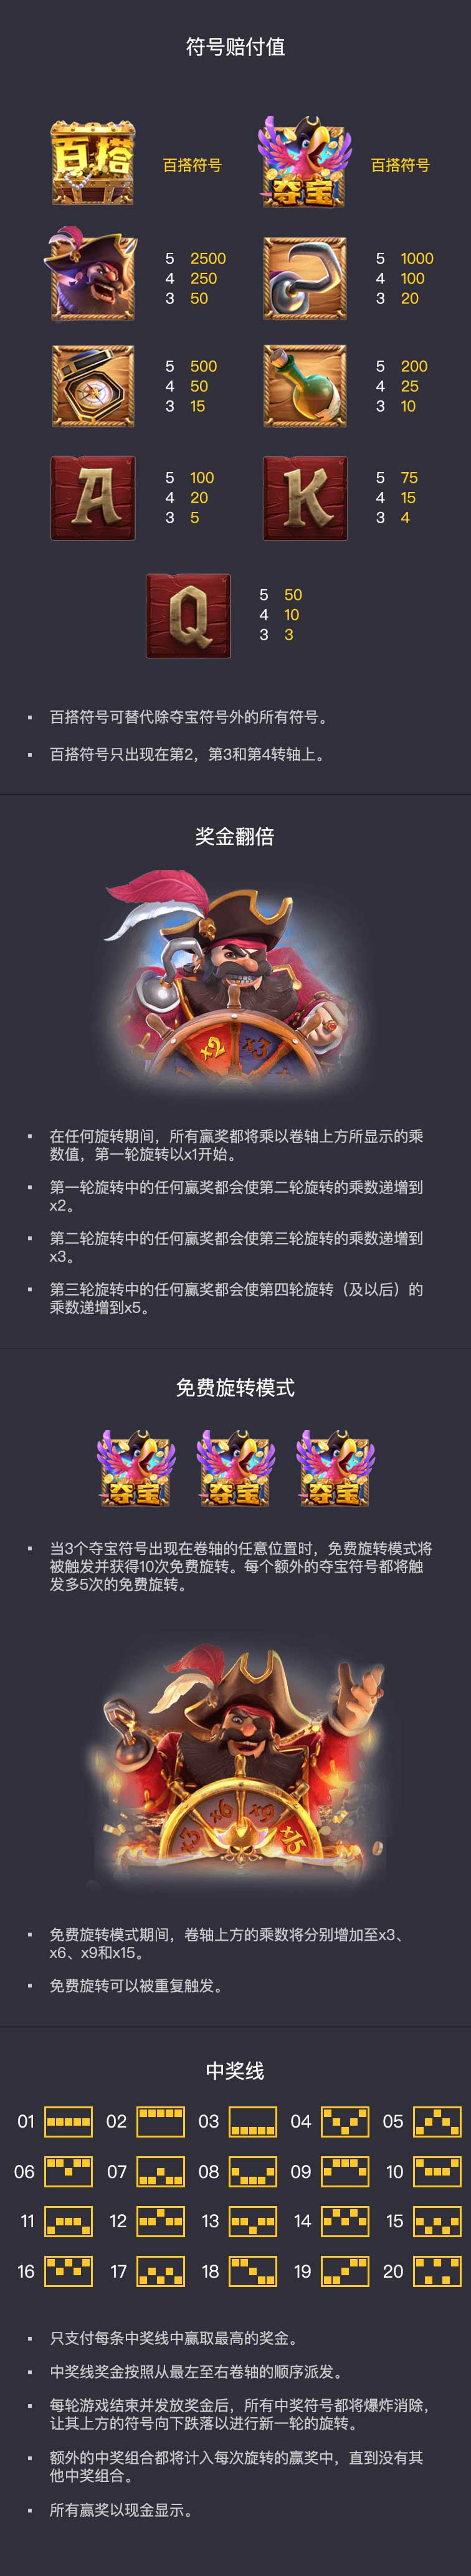 符号赔付值
百搭
百搭符号
夺宝
百搭符号
5 2500
4 250
3 50
5 1000
4 100
3 20
5 500
4 50
3 15
5 200
4 25
3 10
A
5 100
4 20
3 5
K
5 75
4 15
3 4
Q
5 50
4 10
3 3
▪ 百搭符号可替代除夺宝符号外的所有符号。
▪ 百搭符号只出现在第2，第3和第4转轴上。
奖金翻倍
x2 x3
▪ 在任何旋转期间，所有赢奖都将乘以卷轴上方所显示的乘
数值，第一轮旋转以x1开始。
▪ 第一轮旋转中的任何赢奖都会使第二轮旋转的乘数递增到
x2。
▪ 第二轮旋转中的任何赢奖都会使第三轮旋转的乘数递增到
x3。
▪ 第三轮旋转中的任何赢奖都会使第四轮旋转（及以后）的
乘数递增到x5。
免费旋转模式
夺宝 夺宝 夺宝
▪ 当3个夺宝符号出现在卷轴的任意位置时，免费旋转模式将
被触发并获得10次免费旋转。每个额外的夺宝符号都将触
发多5次的免费旋转。
x3 x6 x9 x15
▪ 免费旋转模式期间，卷轴上方的乘数将分别增加至x3、
x6、x9和x15。
▪ 免费旋转可以被重复触发。
中奖线
01 02 03 04 05
06 07 08 09 10
11 12 13 14 15
16 17 18 19 20
▪ 只支付每条中奖线中赢取最高的奖金。
▪ 中奖线奖金按照从最左至右卷轴的顺序派发。
▪ 每轮游戏结束并发放奖金后，所有中奖符号都将爆炸消除，
让其上方的符号向下跌落以进行新一轮的旋转。
▪ 额外的中奖组合都将计入每次旋转的赢奖中，直到没有其
他中奖组合。
▪ 所有赢奖以现金显示。